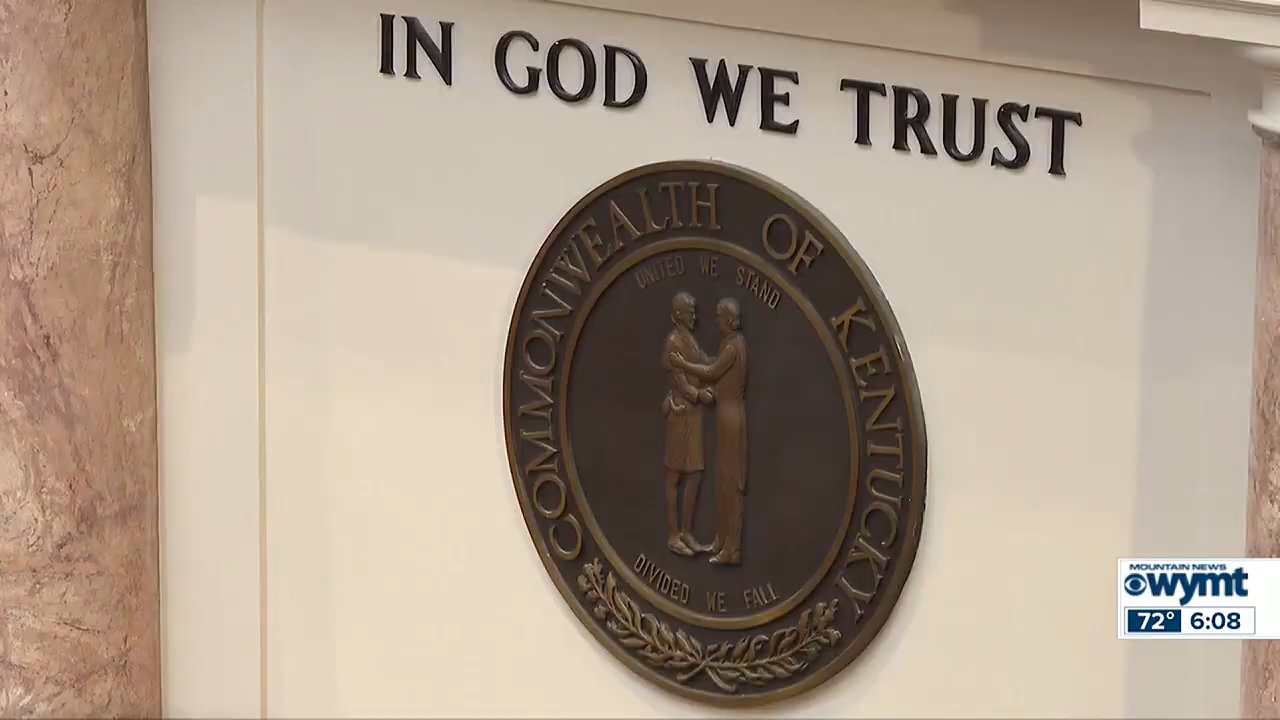 IN GOD WE TRUST
COMMONWEALTH OF KENTUCKY
UNITED WE STAND
DIVIDED WE FALL
MOUNTAIN NEWS
wymt
72° 6:08